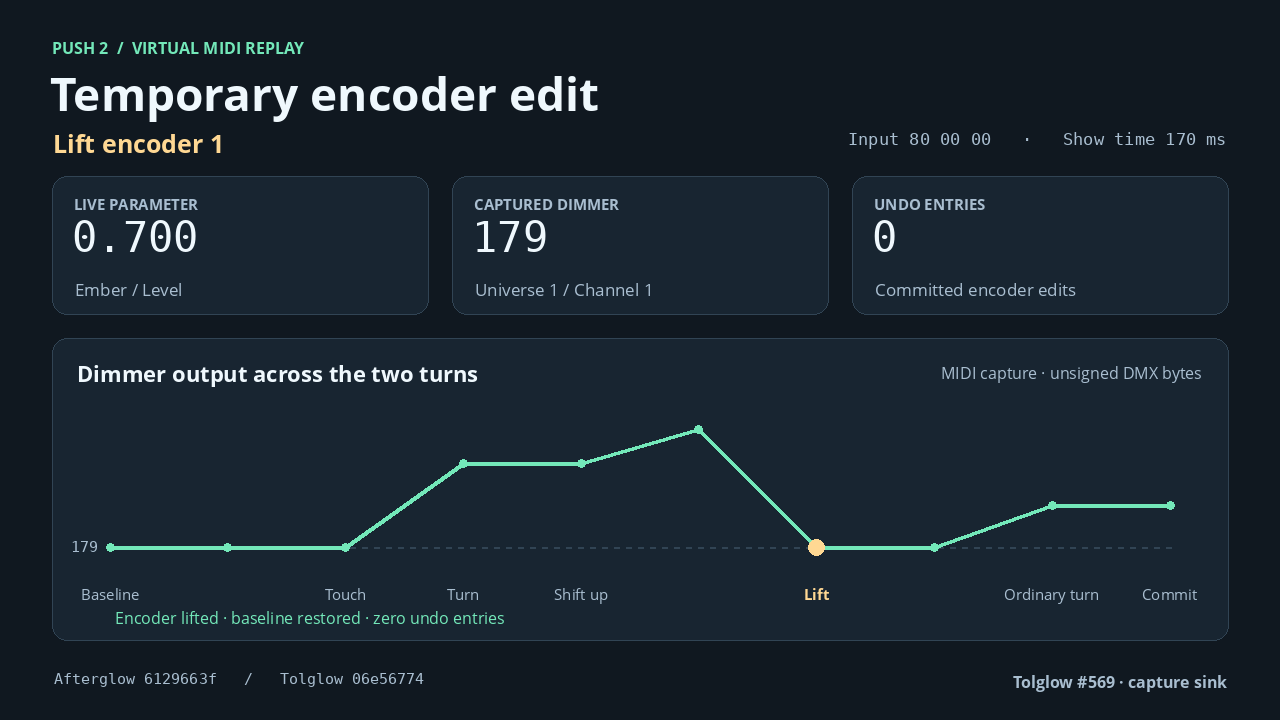 PUSH 2 / VIRTUAL MIDI REPLAY
Temporary encoder edit
Lift encoder 1
Input 80 00 00 · Show time 170 ms
LIVE PARAMETER
0.700
Ember / Level
CAPTURED DIMMER
179
Universe 1 / Channel 1
UNDO ENTRIES
0
Committed encoder edits
Dimmer output across the two turns
MIDI capture · unsigned DMX bytes
179
Baseline Touch Turn Shift up Lift Ordinary turn Commit
Encoder lifted · baseline restored · zero undo entries
Afterglow 6129663f / Tolglow 06e56774
Tolglow #569 · capture sink